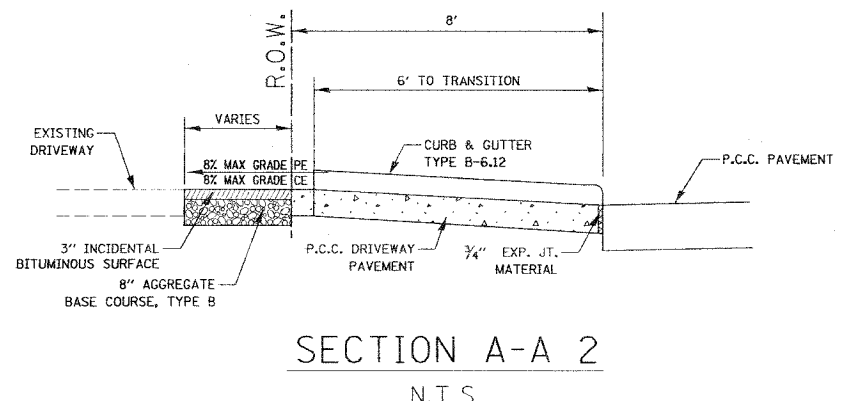 8'
R.O.W.
6' TO TRANSITION
VARIES
EXISTING
DRIVEWAY
CURB & GUTTER
TYPE B-6.12
P.C.C. PAVEMENT
8% MAX GRADE PE
8% MAX GRADE CE
3" INCIDENTAL
BITUMINOUS SURFACE
8" AGGREGATE
BASE COURSE, TYPE B
P.C.C. DRIVEWAY
PAVEMENT
3/4" EXP. JT.
MATERIAL
SECTION A-A 2
N.T.S.